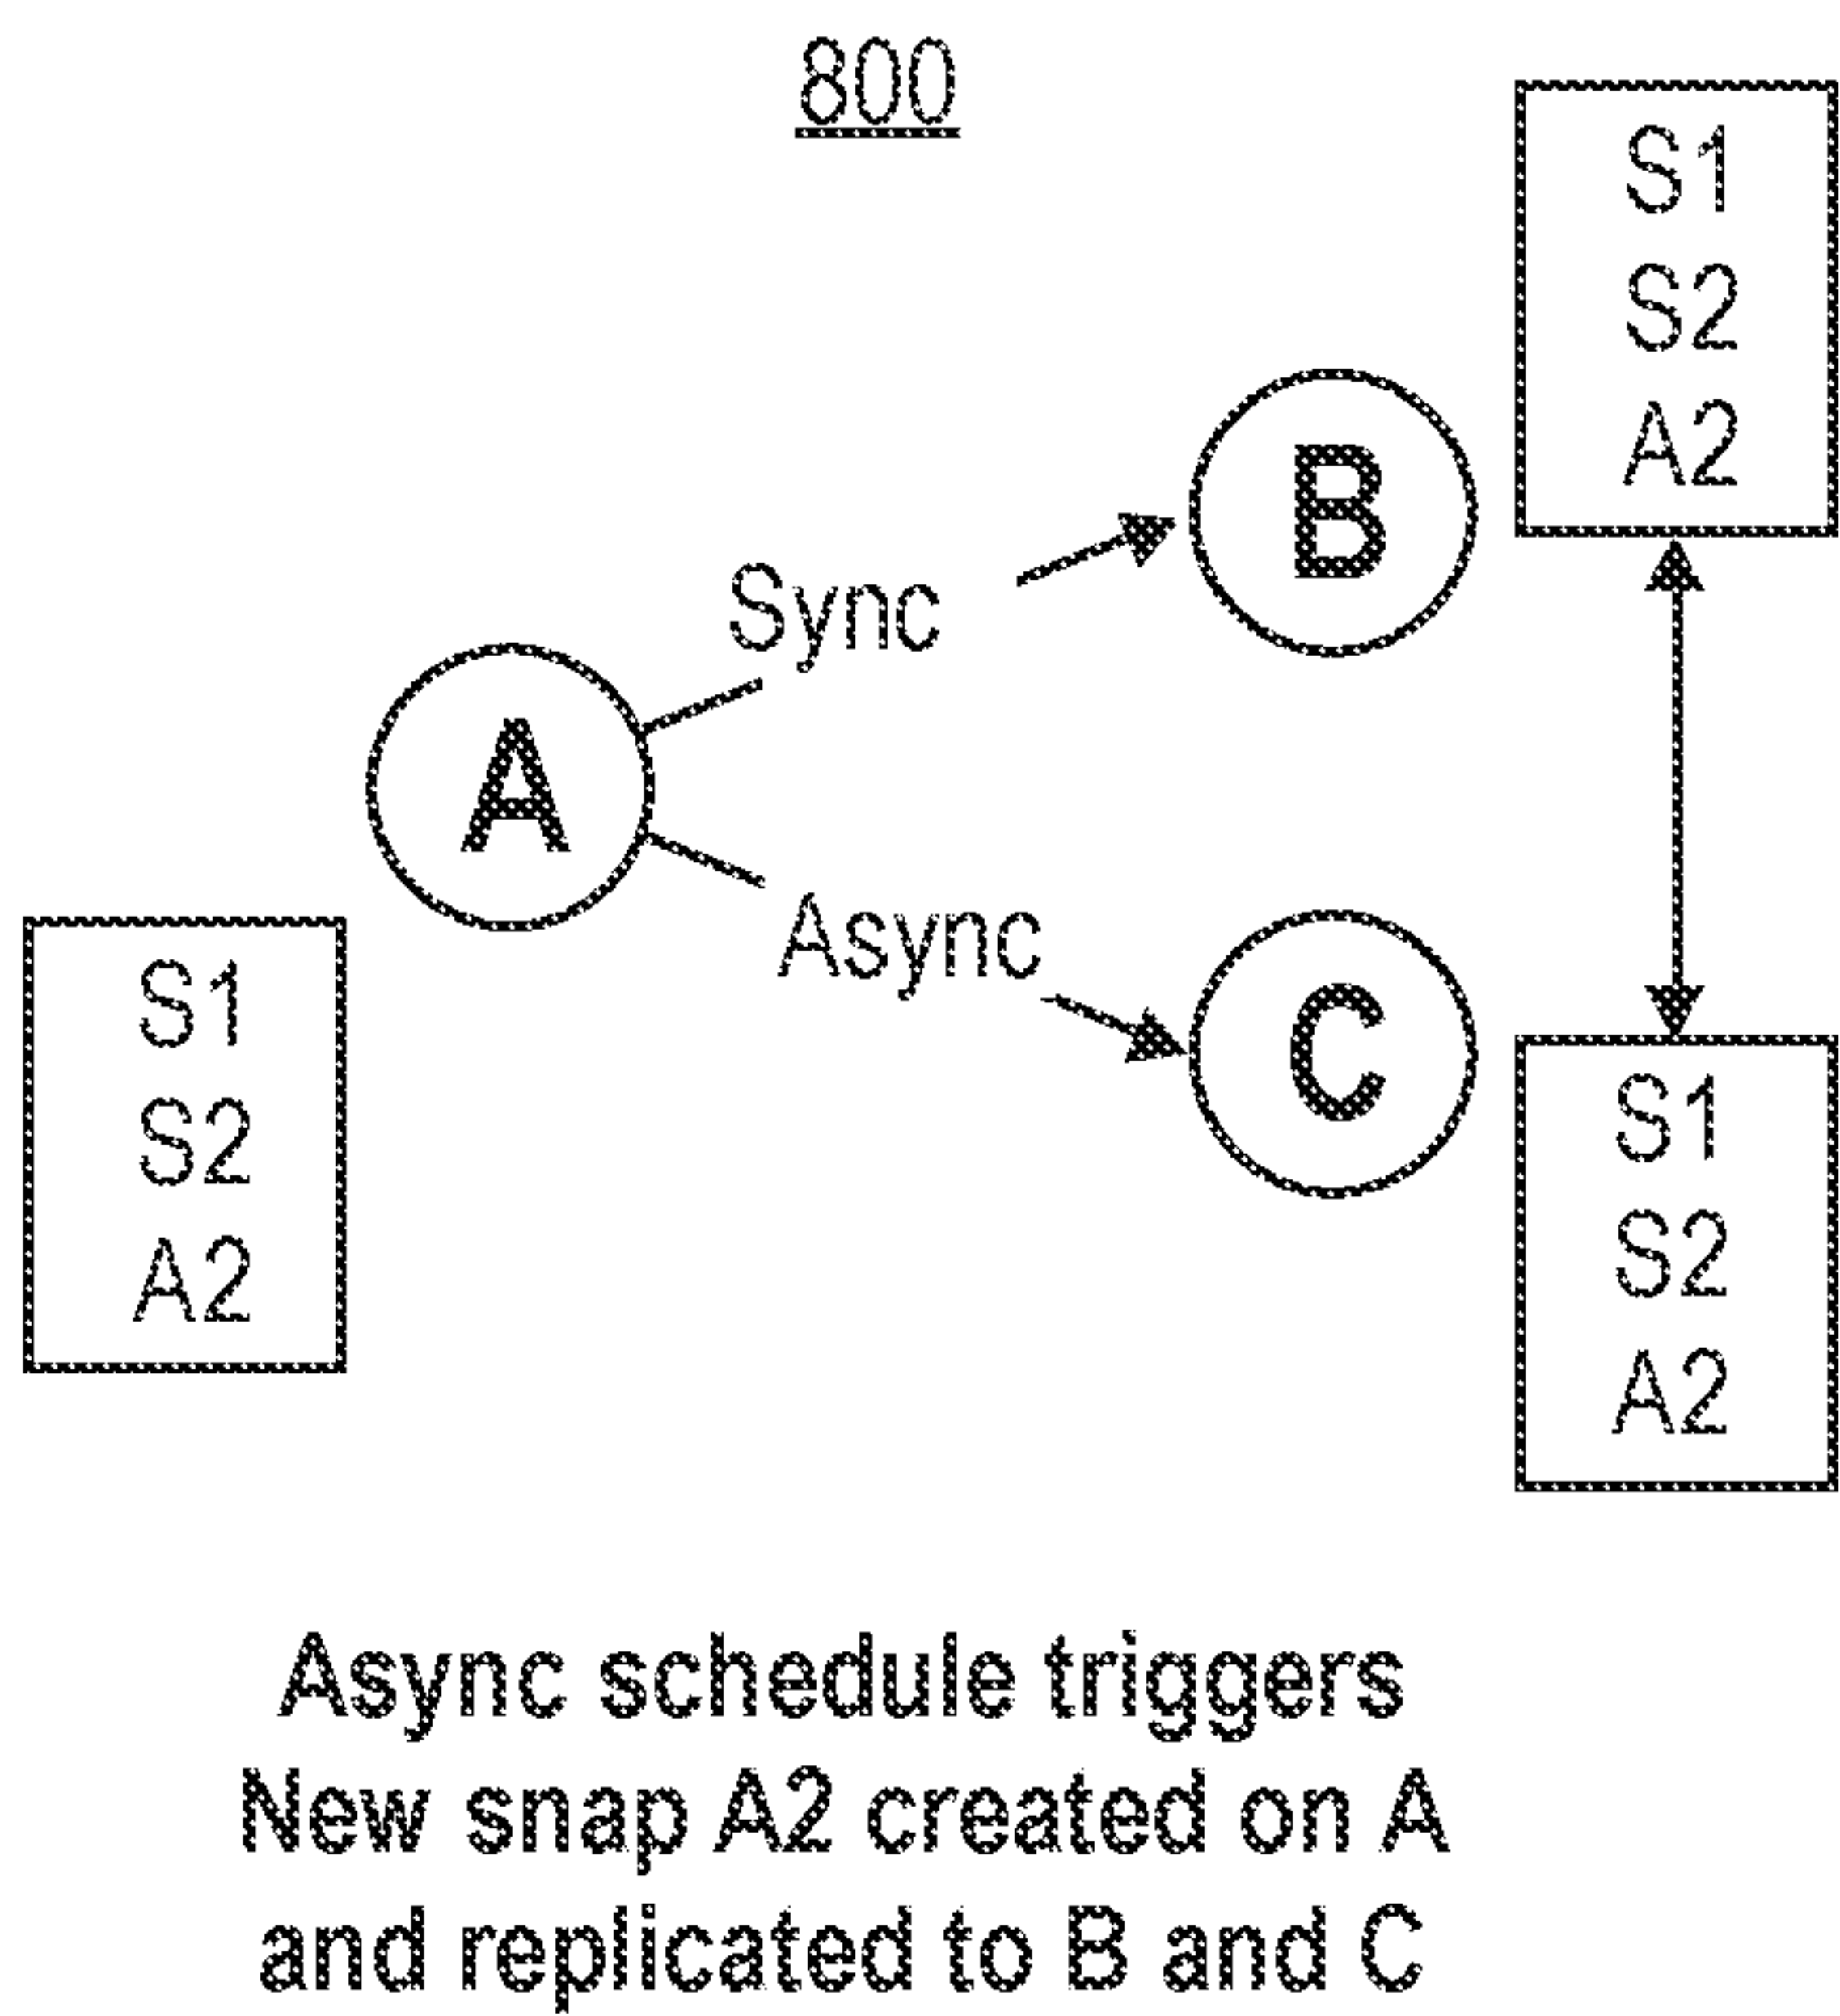 800
S1
S2
A2
B
Sync
A
Async
C
S1
S2
A2
S1
S2
A2
Async schedule triggers
New snap A2 created on A
and replicated to B and C